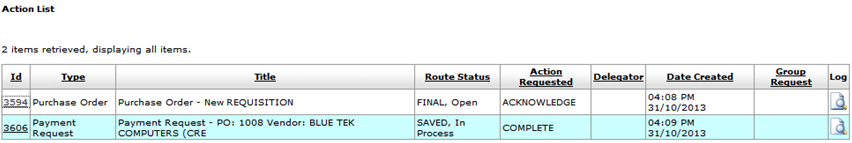 Action List
2 items retrieved, displaying all items.
Id Type Title Route Status Action Requested Delegator Date Created Group Request Log
3594 Purchase Order Purchase Order - New REQUISITION FINAL, Open ACKNOWLEDGE 04:08 PM 31/10/2013
3606 Payment Request Payment Request - PO: 1008 Vendor: BLUE TEK COMPUTERS (CRE SAVED, In Process COMPLETE 04:09 PM 31/10/2013